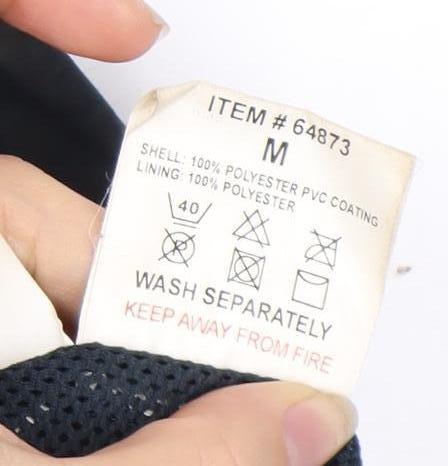 ITEM # 64873
M
SHELL: 100% POLYESTER PVC COATING
LINING: 100% POLYESTER
40
P
WASH SEPARATELY
KEEP AWAY FROM FIRE